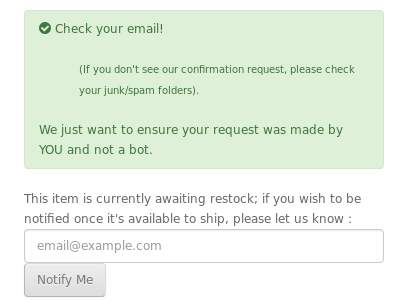 Check your email!
(If you don't see our confirmation request, please check
your junk/spam folders).
We just want to ensure your request was made by
YOU and not a bot.
This item is currently awaiting restock; if you wish to be
notified once it's available to ship, please let us know :
email@example.com
Notify Me